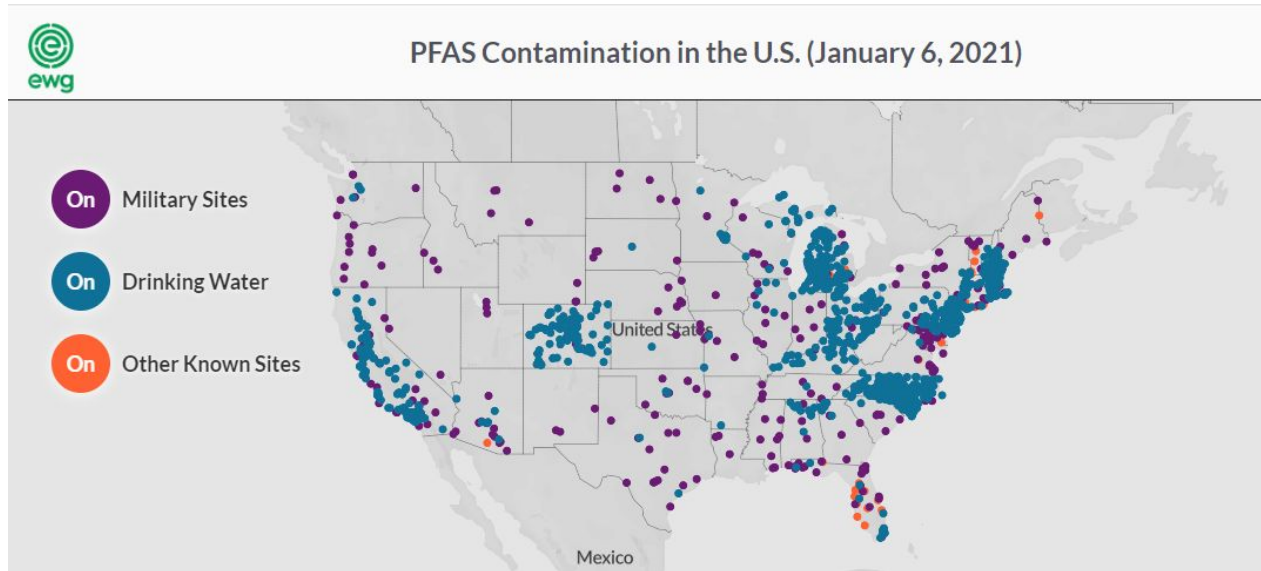 ewg
PFAS Contamination in the U.S. (January 6, 2021)
On Military Sites
On Drinking Water
On Other Known Sites
United States
Mexico